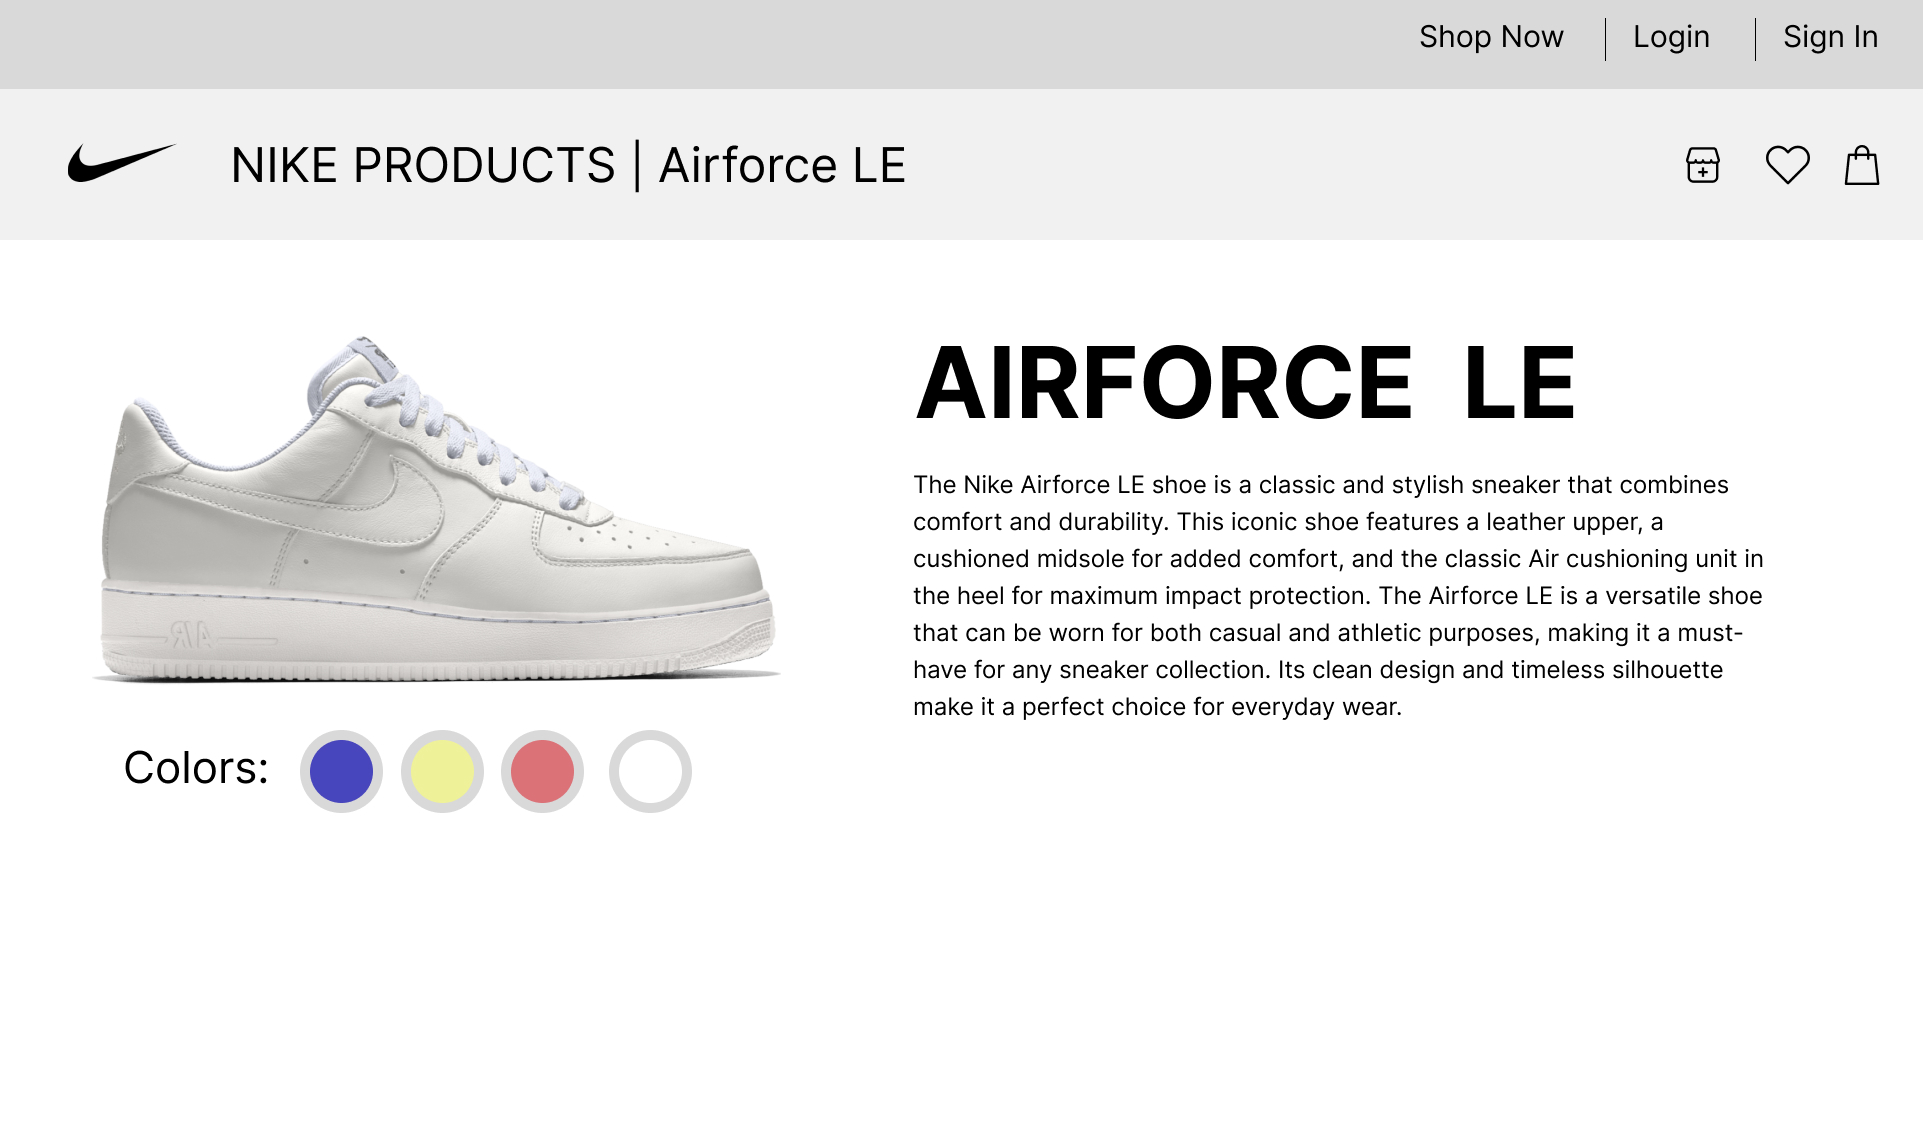 Shop Now | Login | Sign In
NIKE PRODUCTS | Airforce LE
AIRFORCE LE
The Nike Airforce LE shoe is a classic and stylish sneaker that combines
comfort and durability. This iconic shoe features a leather upper, a
cushioned midsole for added comfort, and the classic Air cushioning unit in
the heel for maximum impact protection. The Airforce LE is a versatile shoe
that can be worn for both casual and athletic purposes, making it a must-
have for any sneaker collection. Its clean design and timeless silhouette
make it a perfect choice for everyday wear.
AIR
Colors: